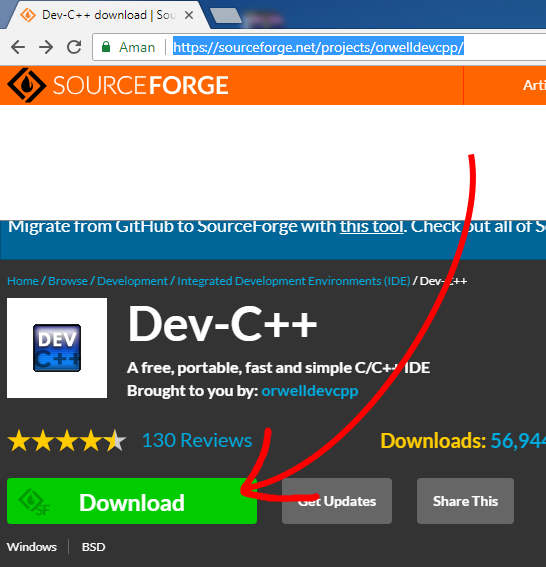 Dev-C++ download | Sou
Aman
https://sourceforge.net/projects/orwelldevcpp/
SOURCEFORGE
Arti
Migrate from GitHub to SourceForge with this tool. Check out all of S
Home / Browse / Development / Integrated Development Environments (IDE) / Dev-C++
DEV
C++
Dev-C++
A free, portable, fast and simple C/C++ IDE
Brought to you by: orwelldevcpp
130 Reviews
Downloads: 56,944
SF
Download
Get Updates
Share This
Windows
BSD